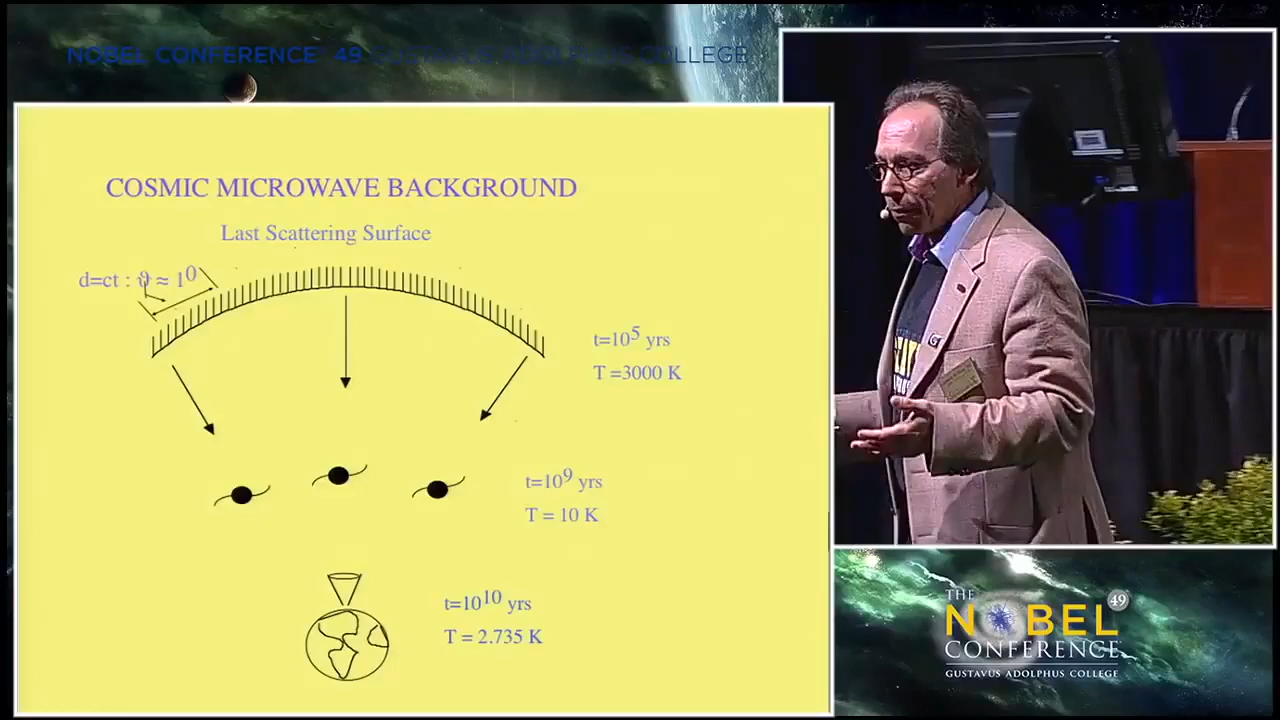 NOBEL CONFERENCE® 49 GUSTAVUS ADOLPHUS COLLEGE
COSMIC MICROWAVE BACKGROUND
Last Scattering Surface
d=ct : ϑ ≈ 1⁰
t=10⁵ yrs
T =3000 K
t=10⁹ yrs
T = 10 K
t=10¹⁰ yrs
T = 2.735 K
THE
NOBEL 49
CONFERENCE
GUSTAVUS ADOLPHUS COLLEGE